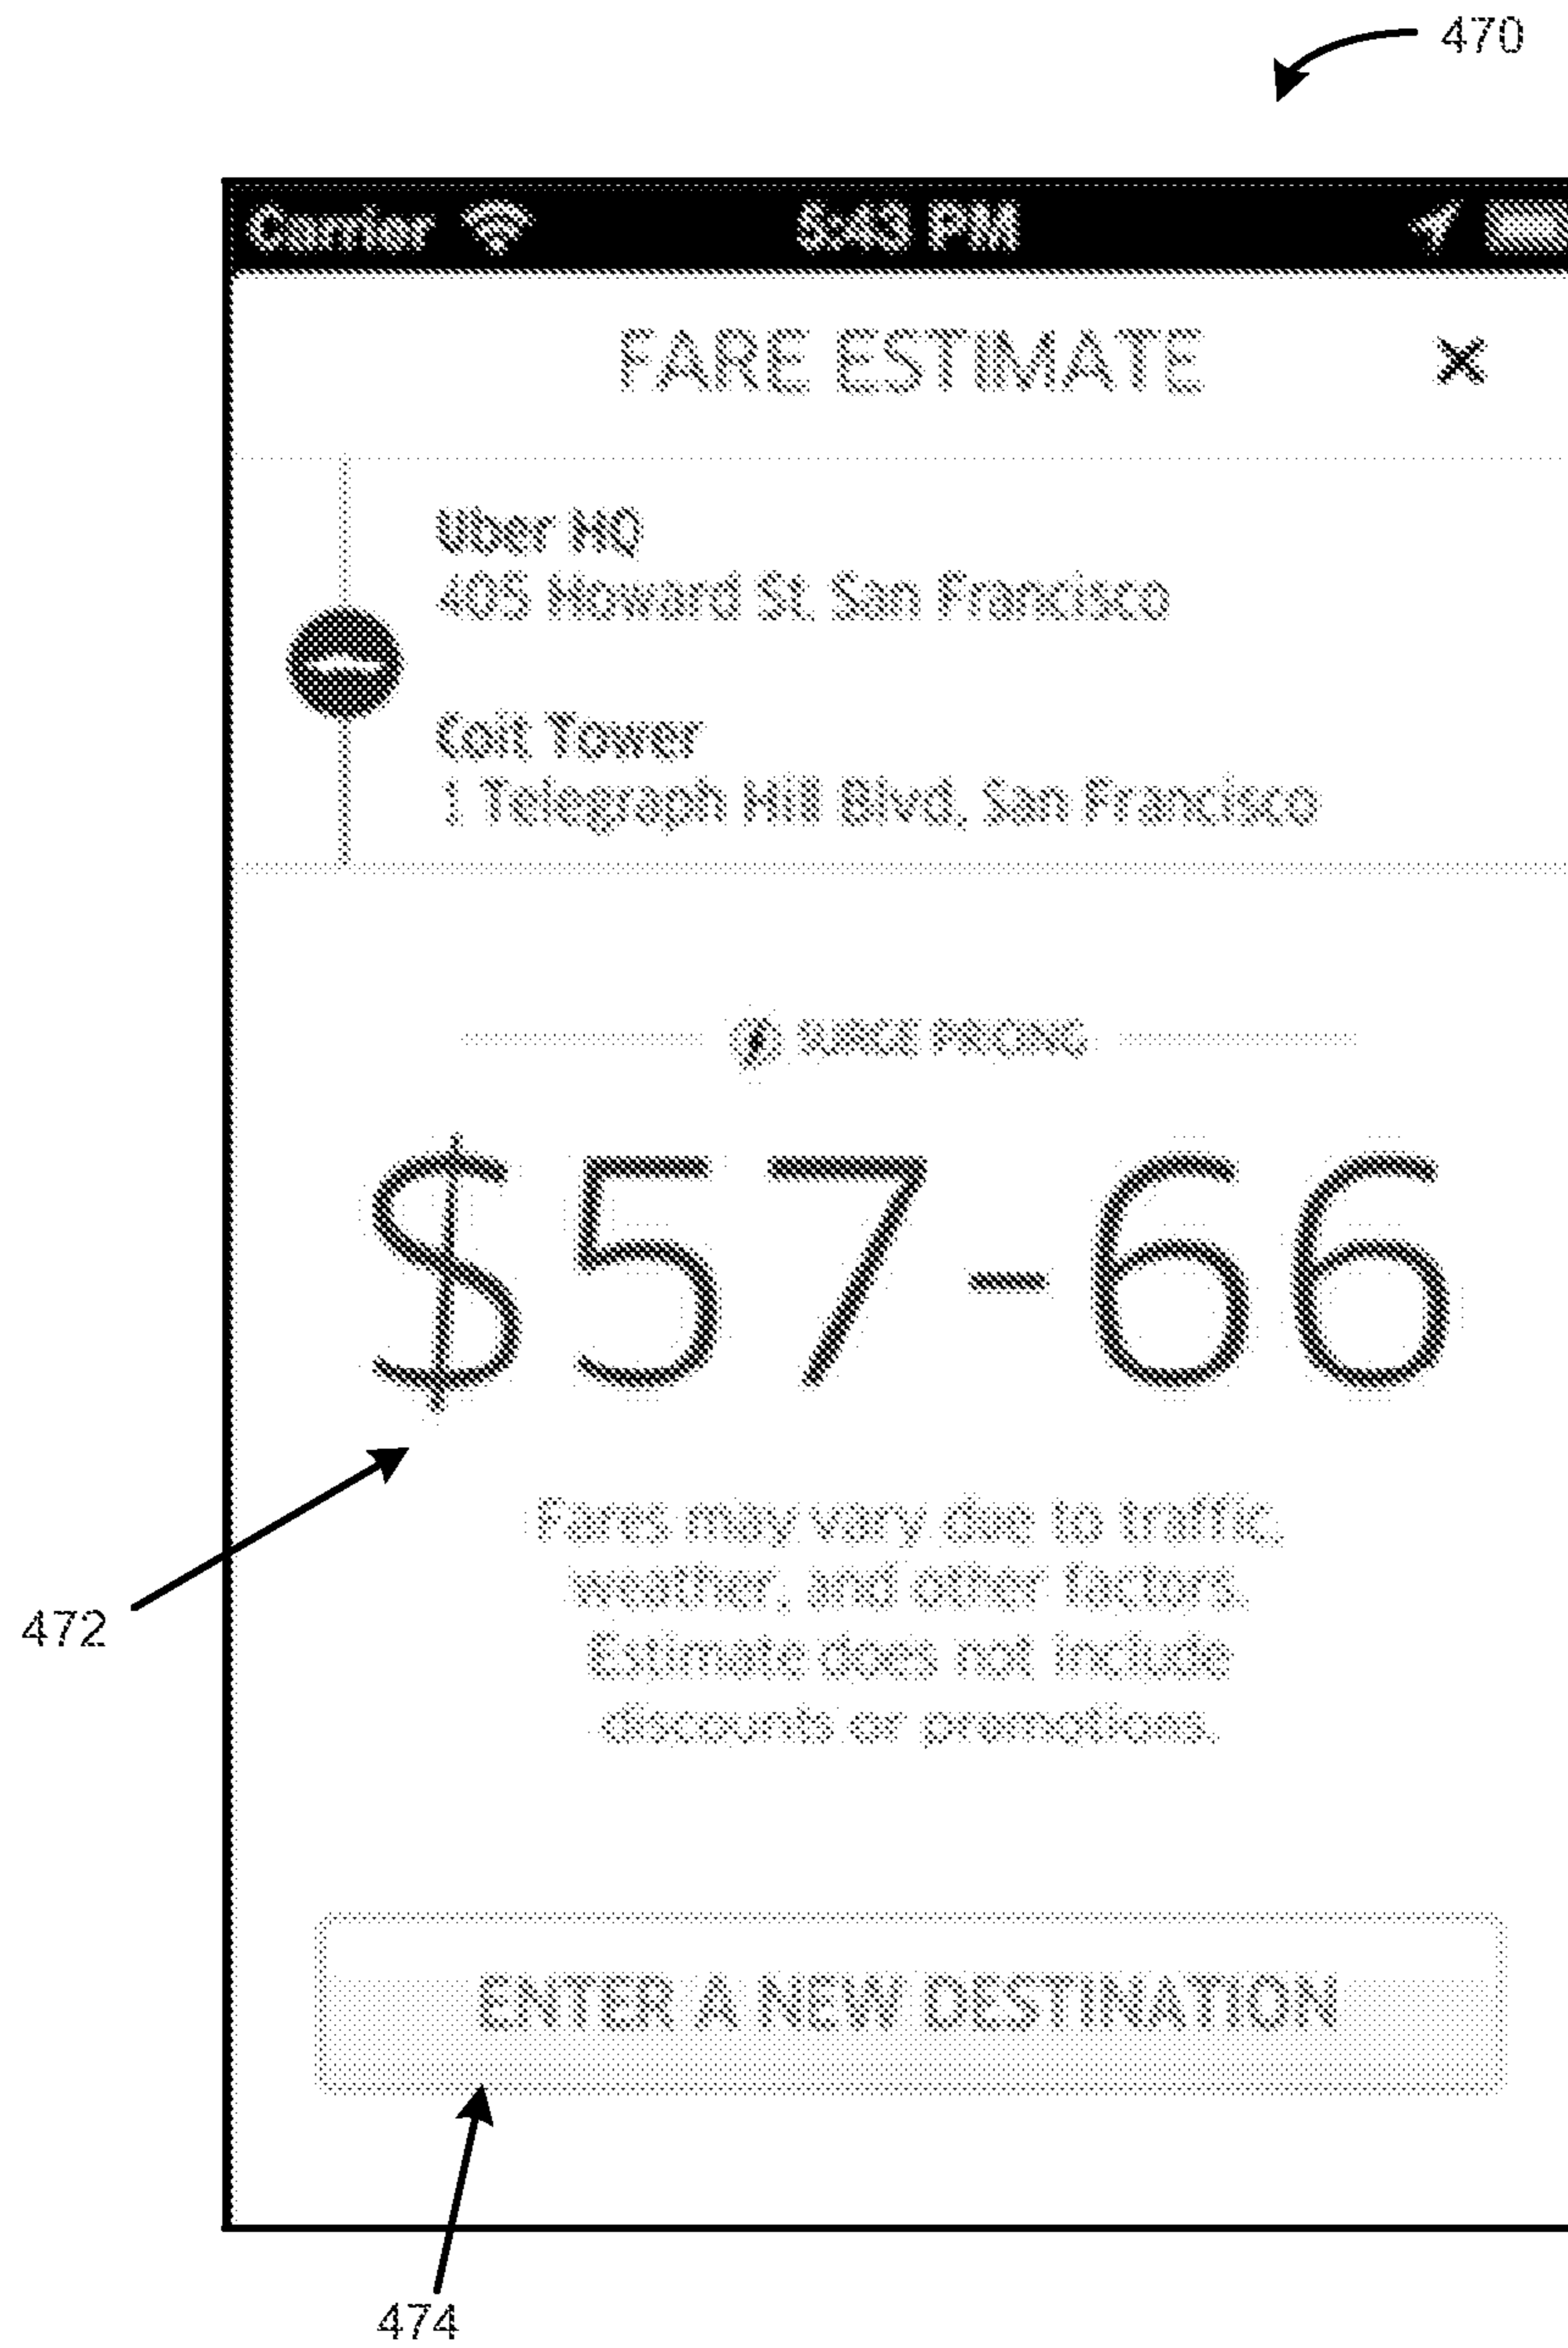 470
Carrier 5:43 PM
FARE ESTIMATE ×
Uber HQ
405 Howard St, San Francisco
Coit Tower
1 Telegraph Hill Blvd, San Francisco
SURGE PRICING
$57-66
Fares may vary due to traffic,
weather, and other factors.
Estimate does not include
discounts or promotions.
472
ENTER A NEW DESTINATION
474